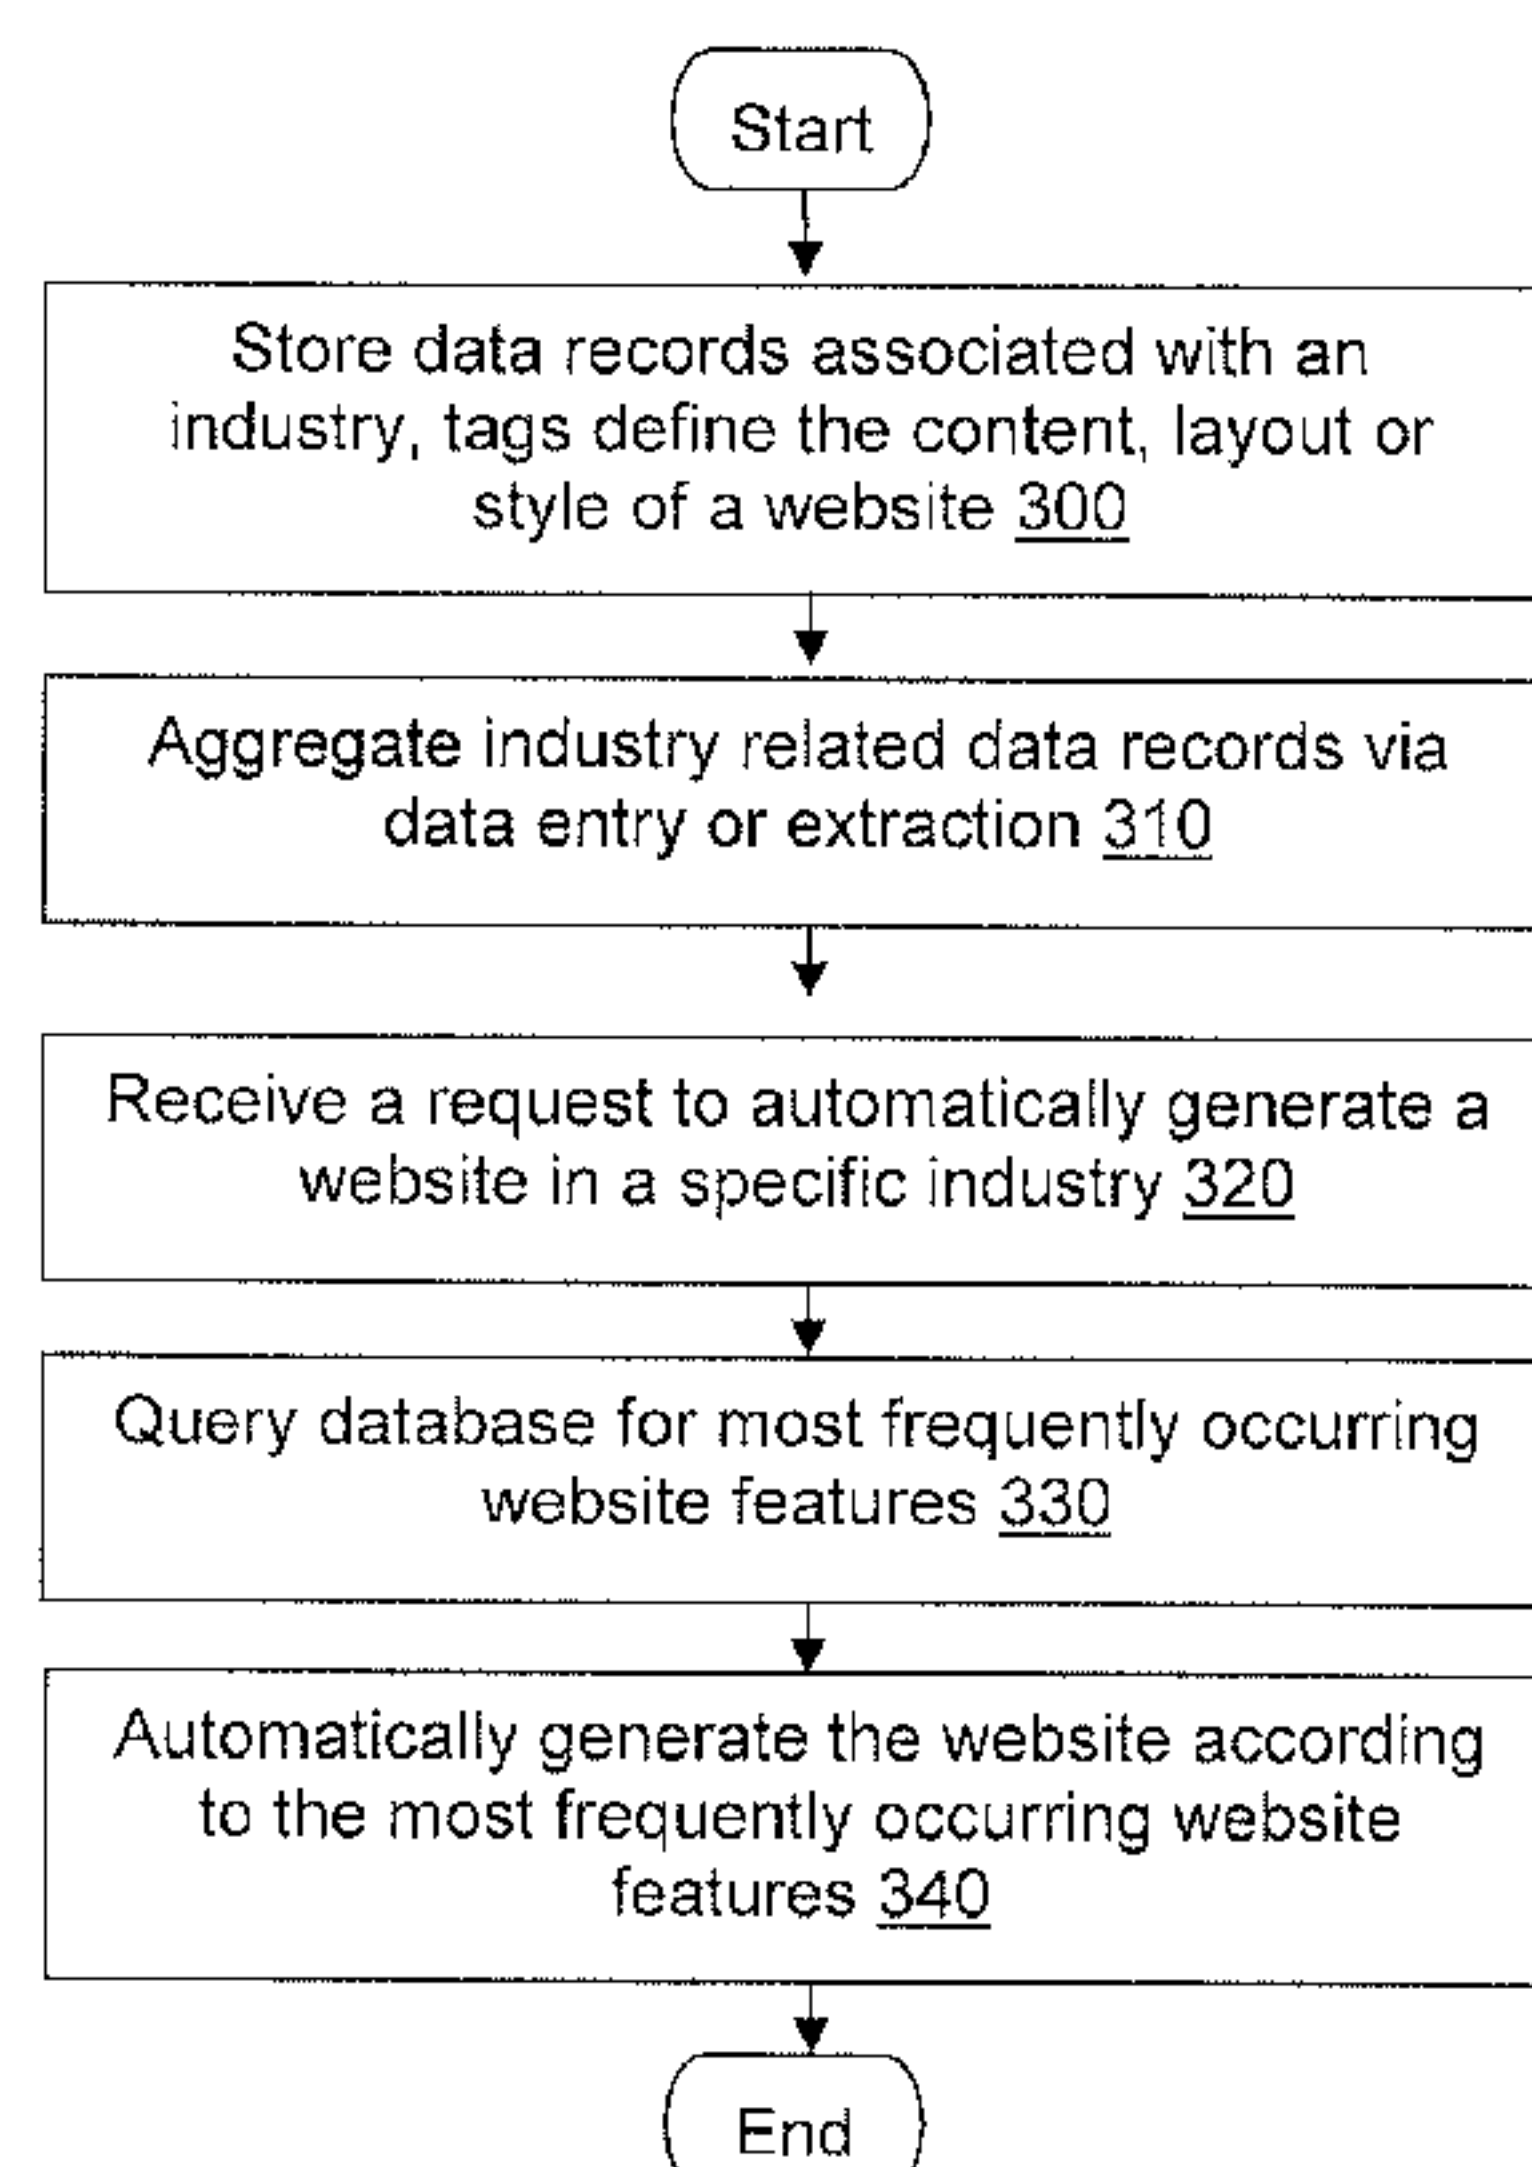 Start
Store data records associated with an
industry, tags define the content, layout or
style of a website 300
Aggregate industry related data records via
data entry or extraction 310
Receive a request to automatically generate a
website in a specific industry 320
Query database for most frequently occurring
website features 330
Automatically generate the website according
to the most frequently occurring website
features 340
End